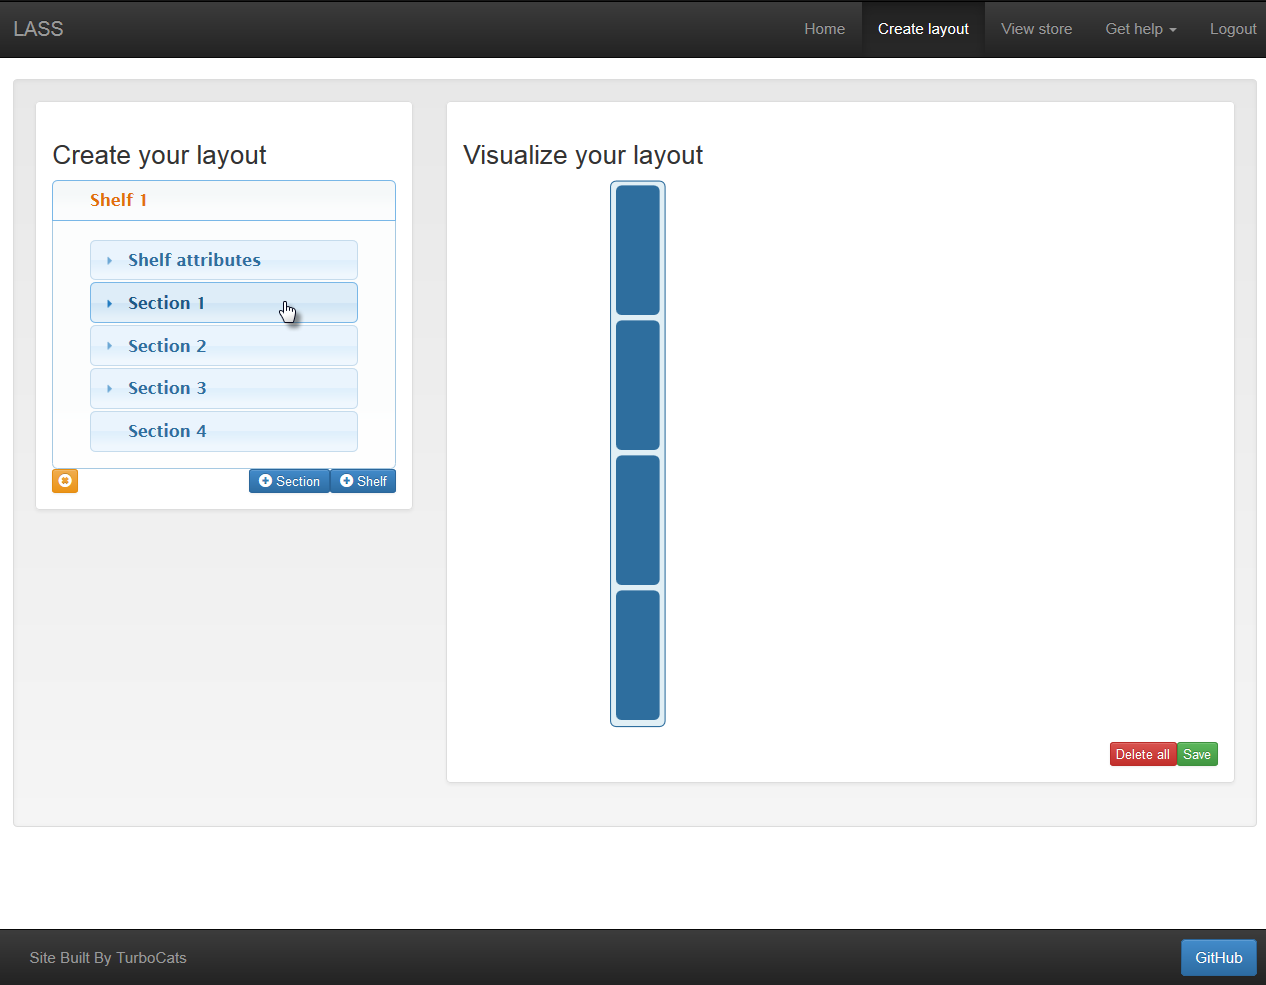 LASS
Home Create layout View store Get help Logout
Create your layout
Shelf 1
Shelf attributes
Section 1
Section 2
Section 3
Section 4
Section Shelf
Visualize your layout
Delete all Save
Site Built By TurboCats
GitHub